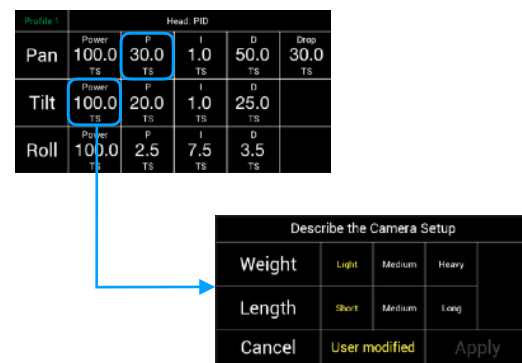 Profile 1 Head: PID
Power P I D Drop
Pan 100.0 30.0 1.0 50.0 30.0
TS TS TS TS TS
Power P I D
Tilt 100.0 20.0 1.0 25.0
TS TS TS TS
Power P I D
Roll 100.0 2.5 7.5 3.5
TS TS TS TS
Describe the Camera Setup
Weight Light Medium Heavy
Length Short Medium Long
Cancel User modified Apply